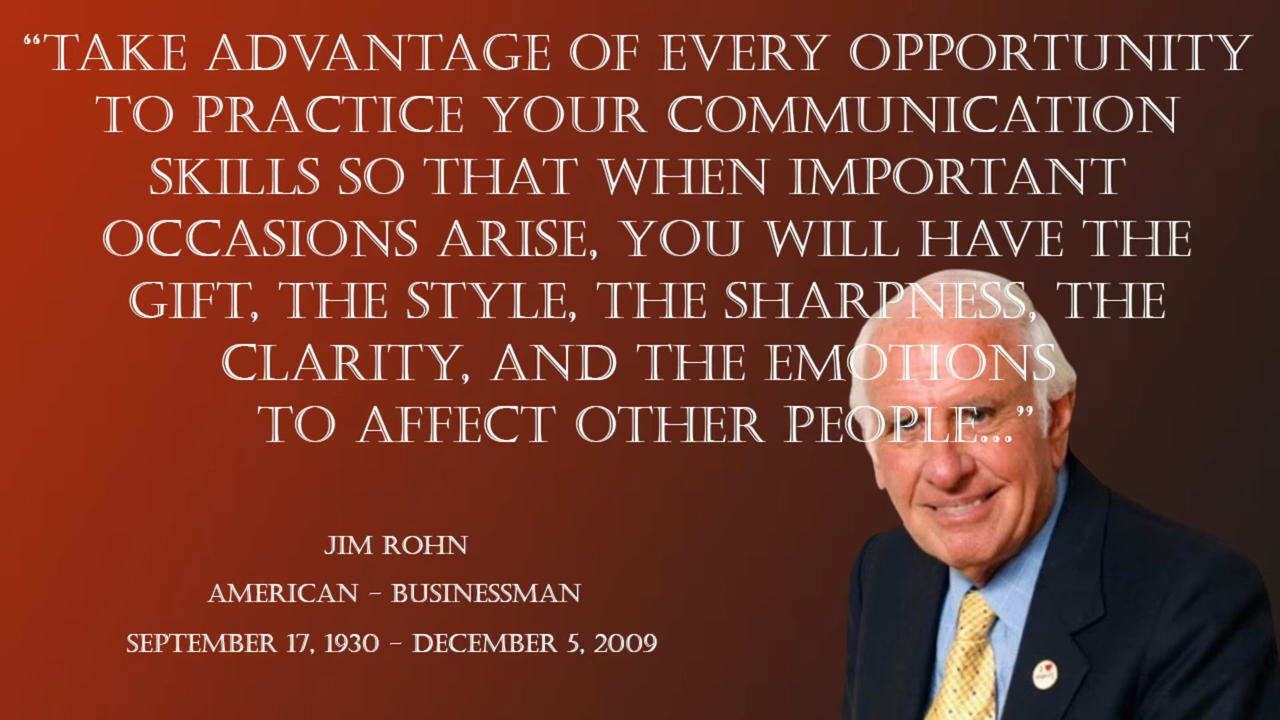 “TAKE ADVANTAGE OF EVERY OPPORTUNITY
TO PRACTICE YOUR COMMUNICATION
SKILLS SO THAT WHEN IMPORTANT
OCCASIONS ARISE, YOU WILL HAVE THE
GIFT, THE STYLE, THE SHARPNESS, THE
CLARITY, AND THE EMOTIONS
TO AFFECT OTHER PEOPLE...”
JIM ROHN
AMERICAN - BUSINESSMAN
SEPTEMBER 17, 1930 - DECEMBER 5, 2009